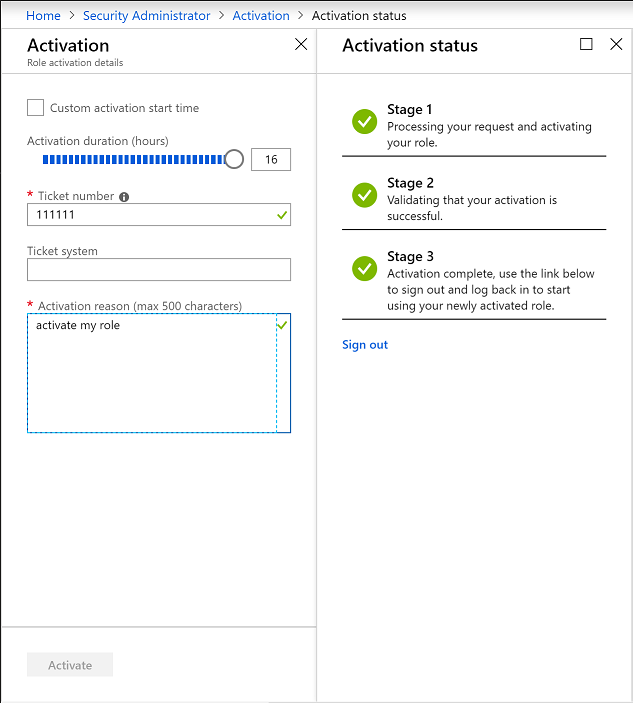 Home > Security Administrator > Activation > Activation status
Activation
Role activation details
Custom activation start time
Activation duration (hours)
16
* Ticket number
111111
Ticket system
* Activation reason (max 500 characters)
activate my role
Activate
Activation status
Stage 1
Processing your request and activating
your role.
Stage 2
Validating that your activation is
successful.
Stage 3
Activation complete, use the link below
to sign out and log back in to start
using your newly activated role.
Sign out